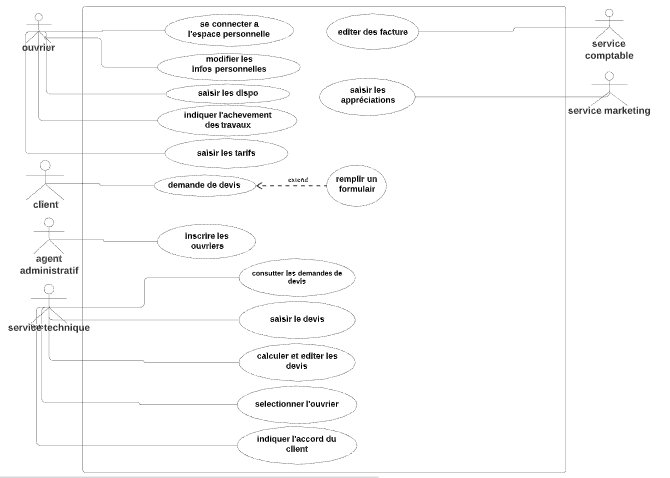 se connecter a
l'espace personnelle
ouvrier
modifier les
infos personnelles
saisir les dispo
indiquer l'achevement
des travaux
saisir les tarifs
editer des facture
service
comptable
saisir les
appréciations
service marketing
client
demande de devis
extend
remplir un
formulair
agent
administratif
inscrire les
ouvriers
service technique
consutter les demandes de
devis
saisir le devis
calculer et editer les
devis
selectionner l'ouvrier
indiquer l'accord du
client